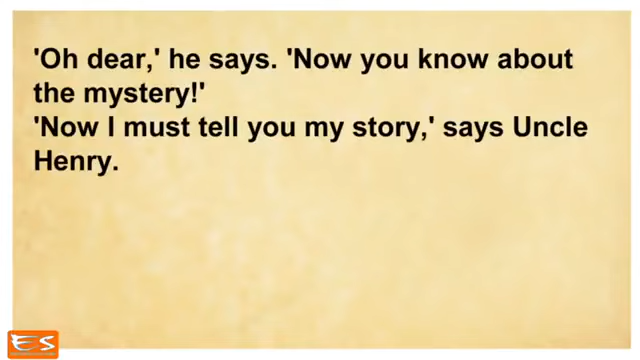 'Oh dear,' he says. 'Now you know about
the mystery!'
'Now I must tell you my story,' says Uncle
Henry.
ES